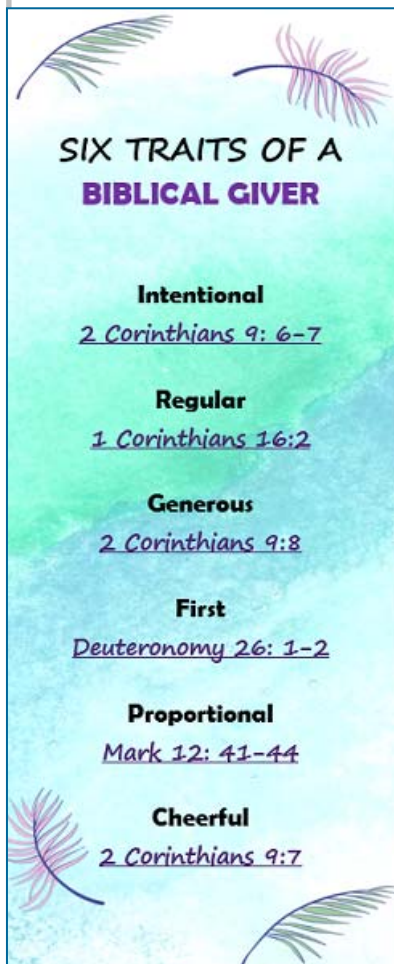 SIX TRAITS OF A
BIBLICAL GIVER
Intentional
2 Corinthians 9: 6-7
Regular
1 Corinthians 16:2
Generous
2 Corinthians 9:8
First
Deuteronomy 26: 1-2
Proportional
Mark 12: 41-44
Cheerful
2 Corinthians 9:7